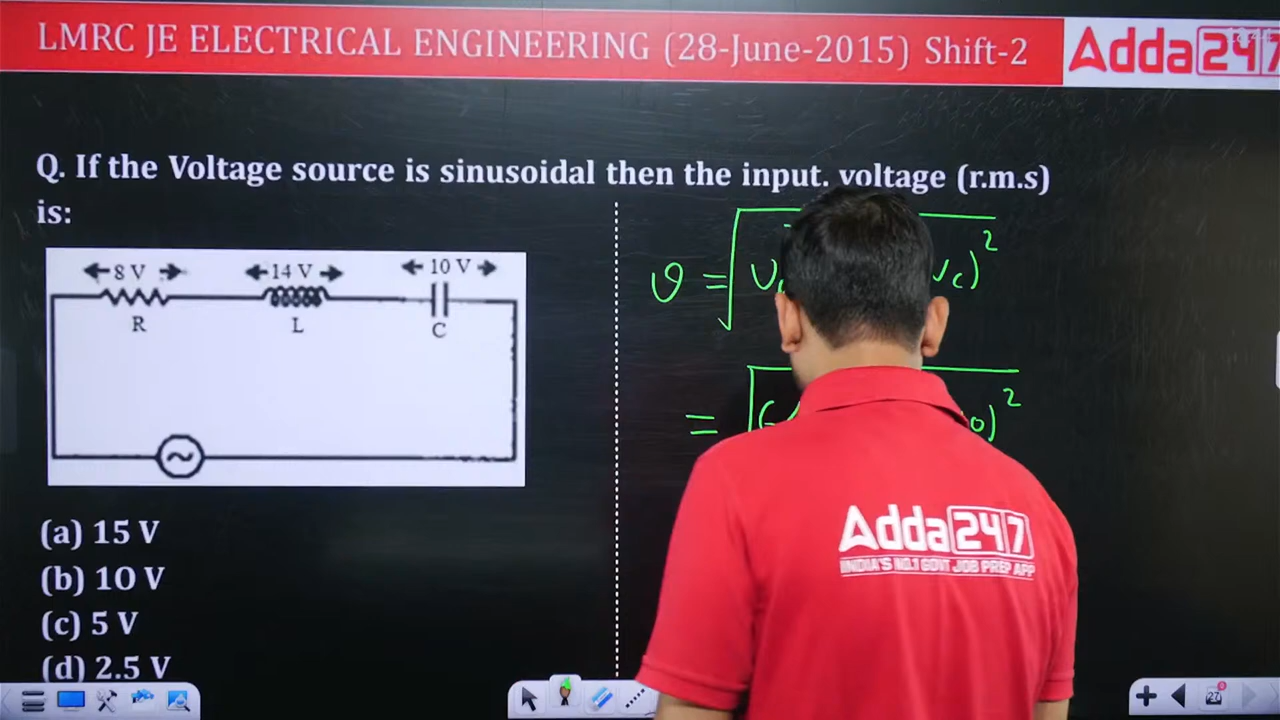 LMRC JE ELECTRICAL ENGINEERING (28-June-2015) Shift-2
Adda247
Q. If the Voltage source is sinusoidal then the input. voltage (r.m.s)
is:
8 V 14 V 10 V
R L C
(a) 15 V
(b) 10 V
(c) 5 V
(d) 2.5 V
Adda247
INDIA'S NO.1 GOVT JOB PREP APP
27